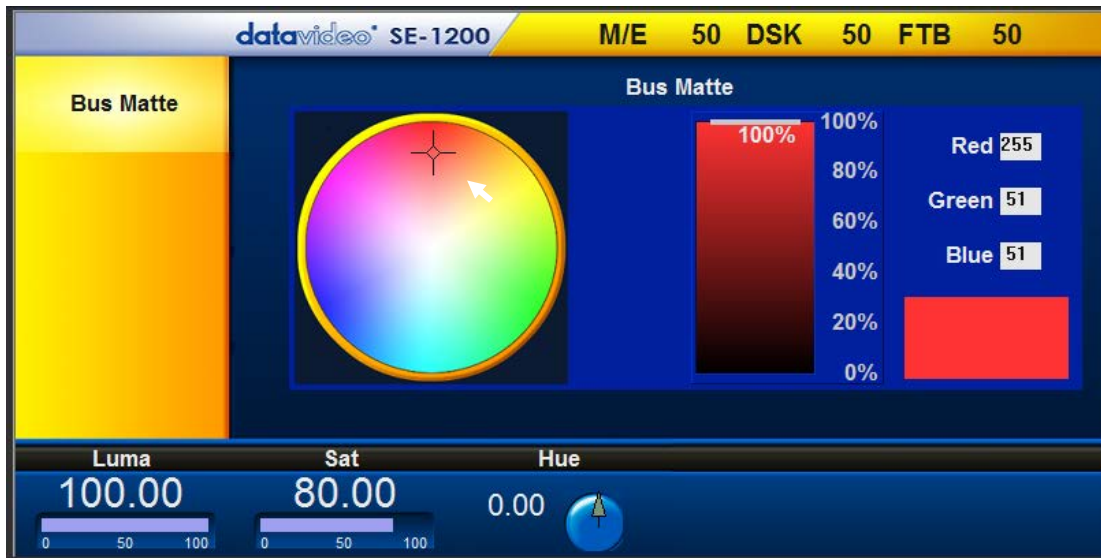 datavideo® SE-1200 M/E 50 DSK 50 FTB 50
Bus Matte
Bus Matte
100%
100%
80%
60%
40%
20%
0%
Red 255
Green 51
Blue 51
Luma Sat Hue
100.00 80.00 0.00
0 50 100 0 50 100